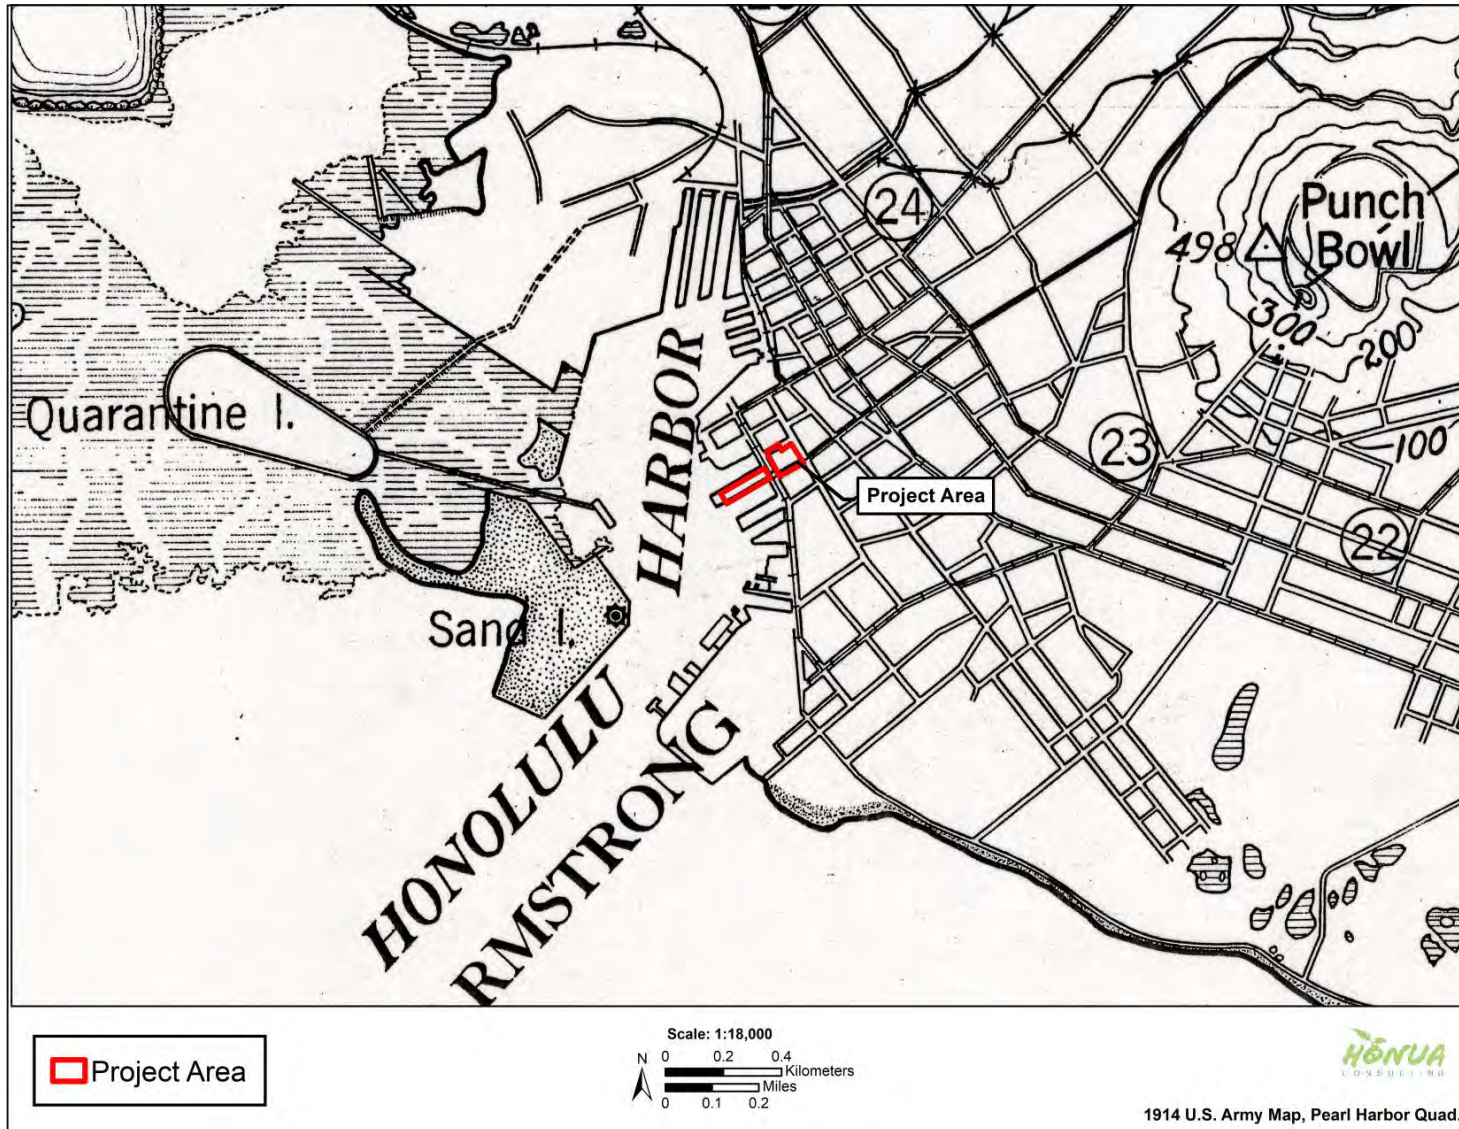 24
Punch
Bowl
498
300
200
Quarantine I.
HARBOR
23
100
Project Area
22
Sand I.
HONOLULU
RMSTRONG
Project Area
Scale: 1:18,000
N
0 0.2 0.4
Kilometers
Miles
0 0.1 0.2
HONUA
CONSULTING
1914 U.S. Army Map, Pearl Harbor Quad.